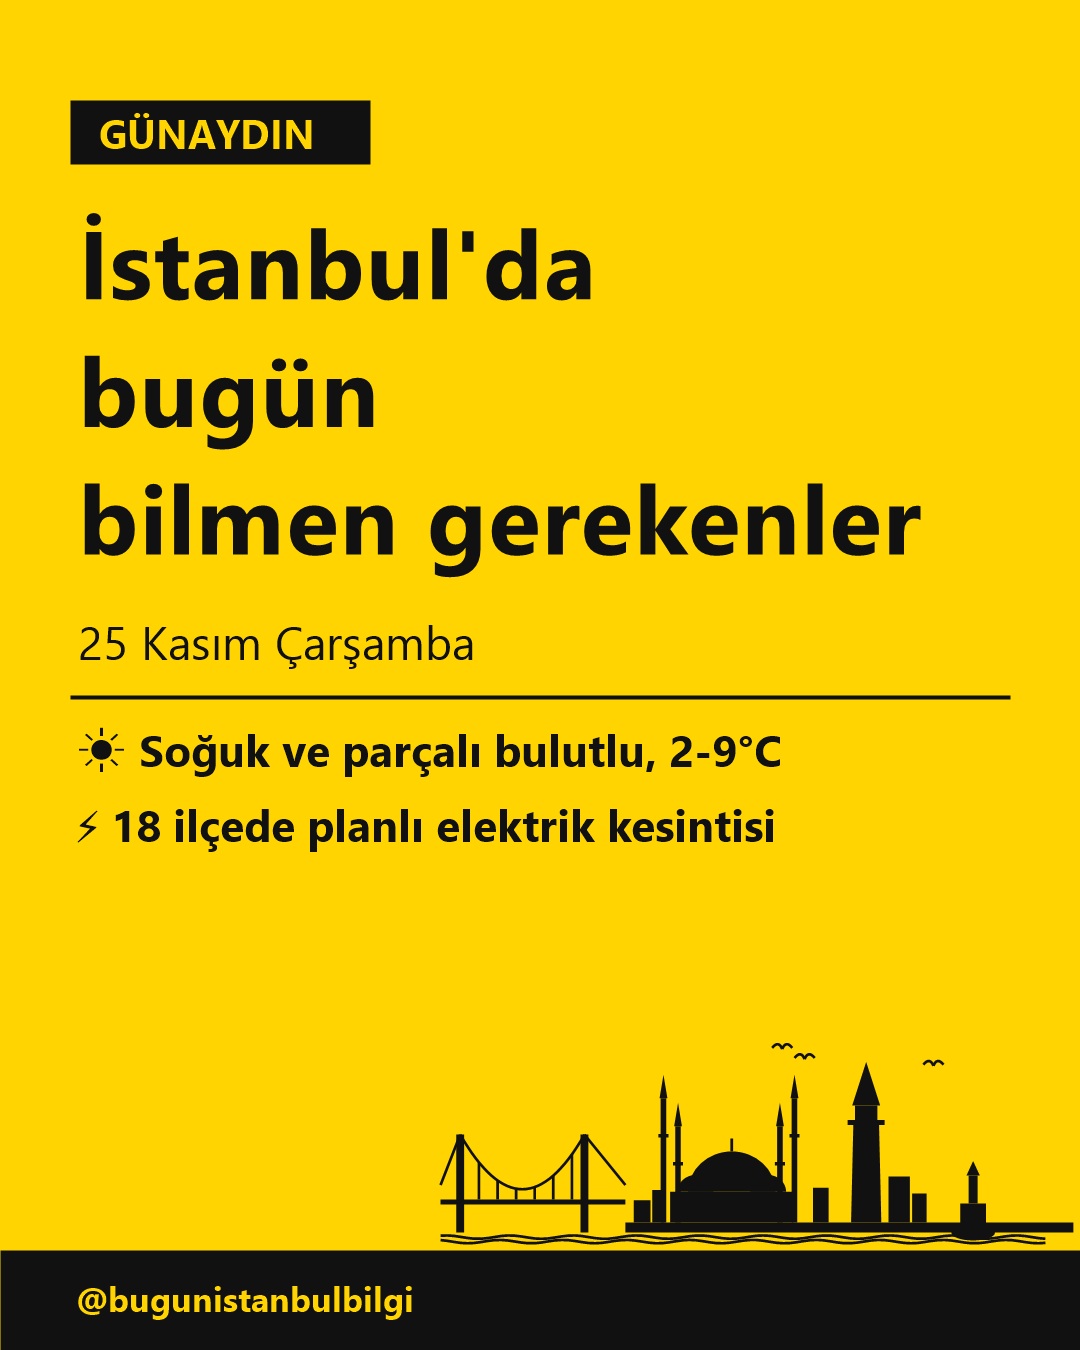 GÜNAYDIN
İstanbul'da
bugün
bilmen gerekenler
25 Kasım Çarşamba
☀ Soğuk ve parçalı bulutlu, 2-9°C
⚡ 18 ilçede planlı elektrik kesintisi
@bugunistanbulbilgi